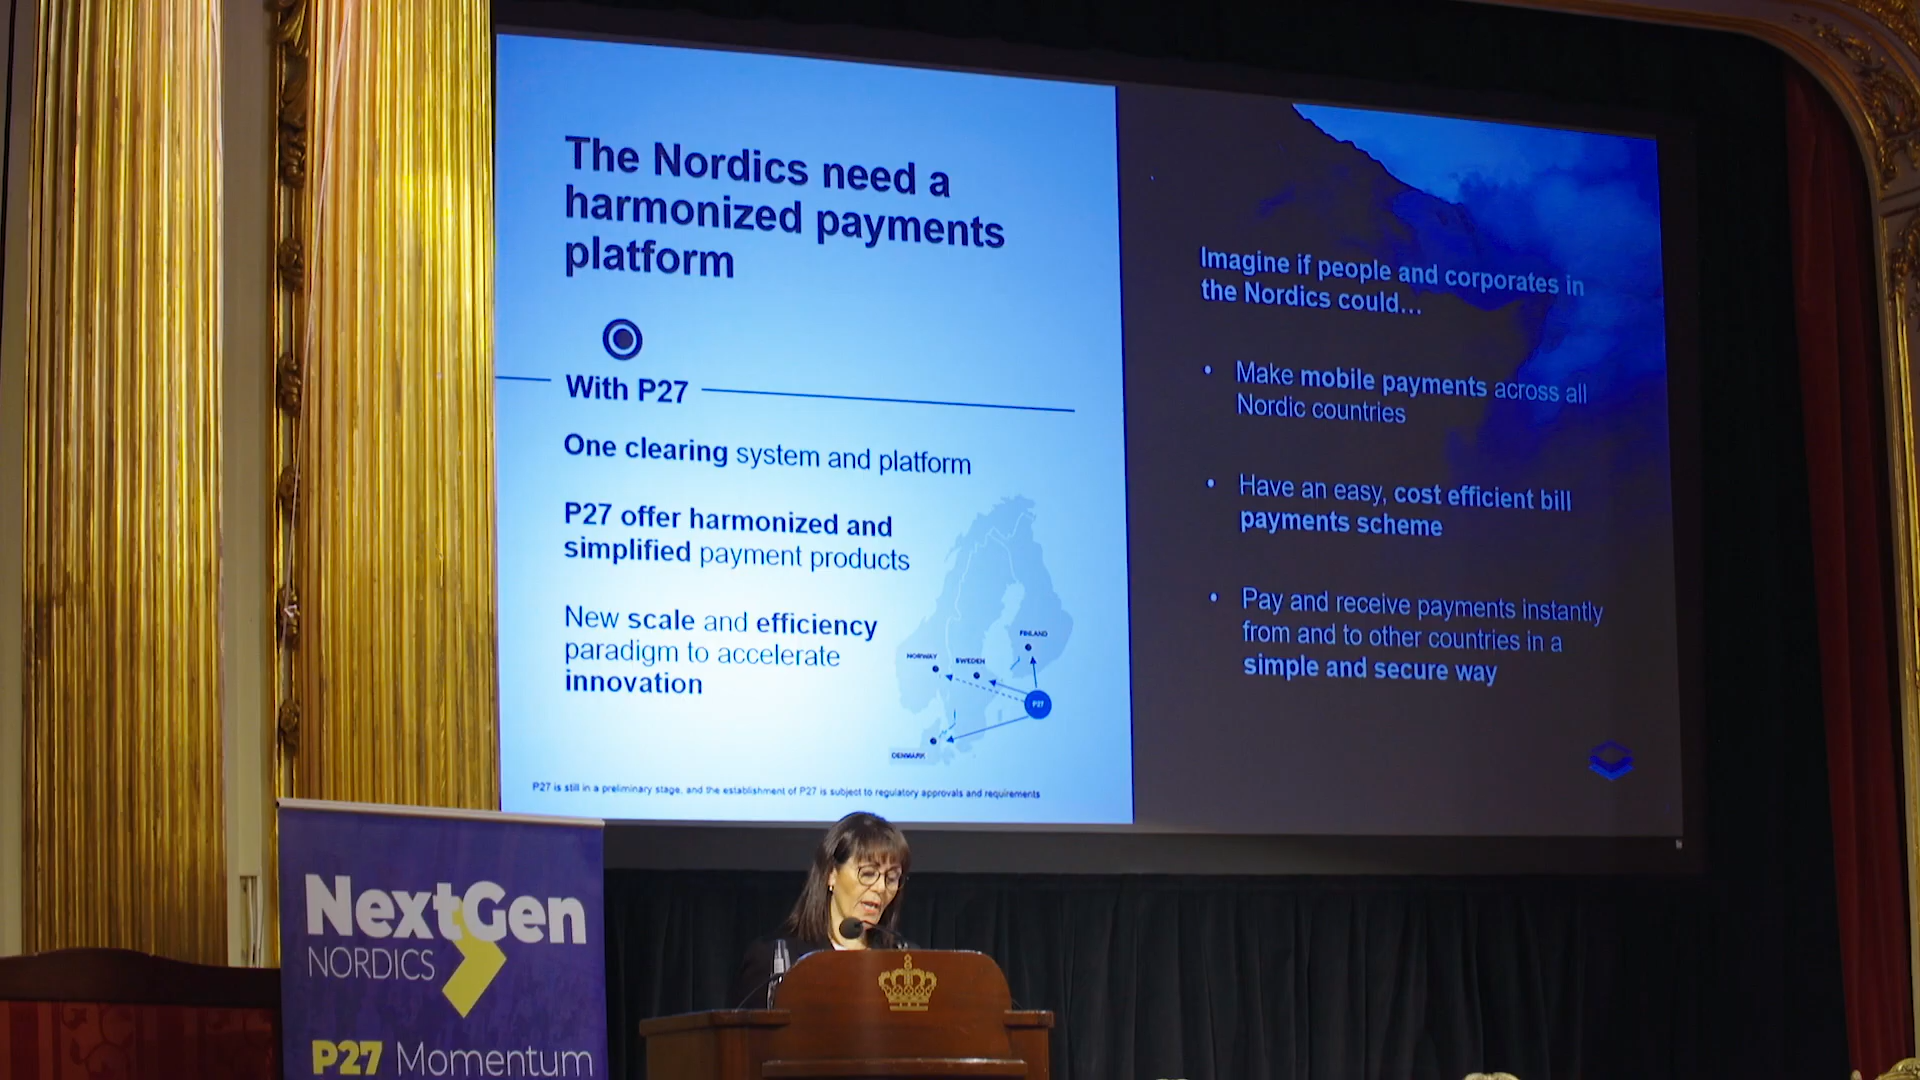 The Nordics need a
harmonized payments
platform
With P27
One clearing system and platform
P27 offer harmonized and
simplified payment products
New scale and efficiency
paradigm to accelerate
innovation
FINLAND
NORWAY
SWEDEN
P27
DENMARK
P27 is still in a preliminary stage, and the establishment of P27 is subject to regulatory approvals and requirements
Imagine if people and corporates in
the Nordics could...
• Make mobile payments across all
Nordic countries
• Have an easy, cost efficient bill
payments scheme
• Pay and receive payments instantly
from and to other countries in a
simple and secure way
NextGen
NORDICS
P27 Momentum